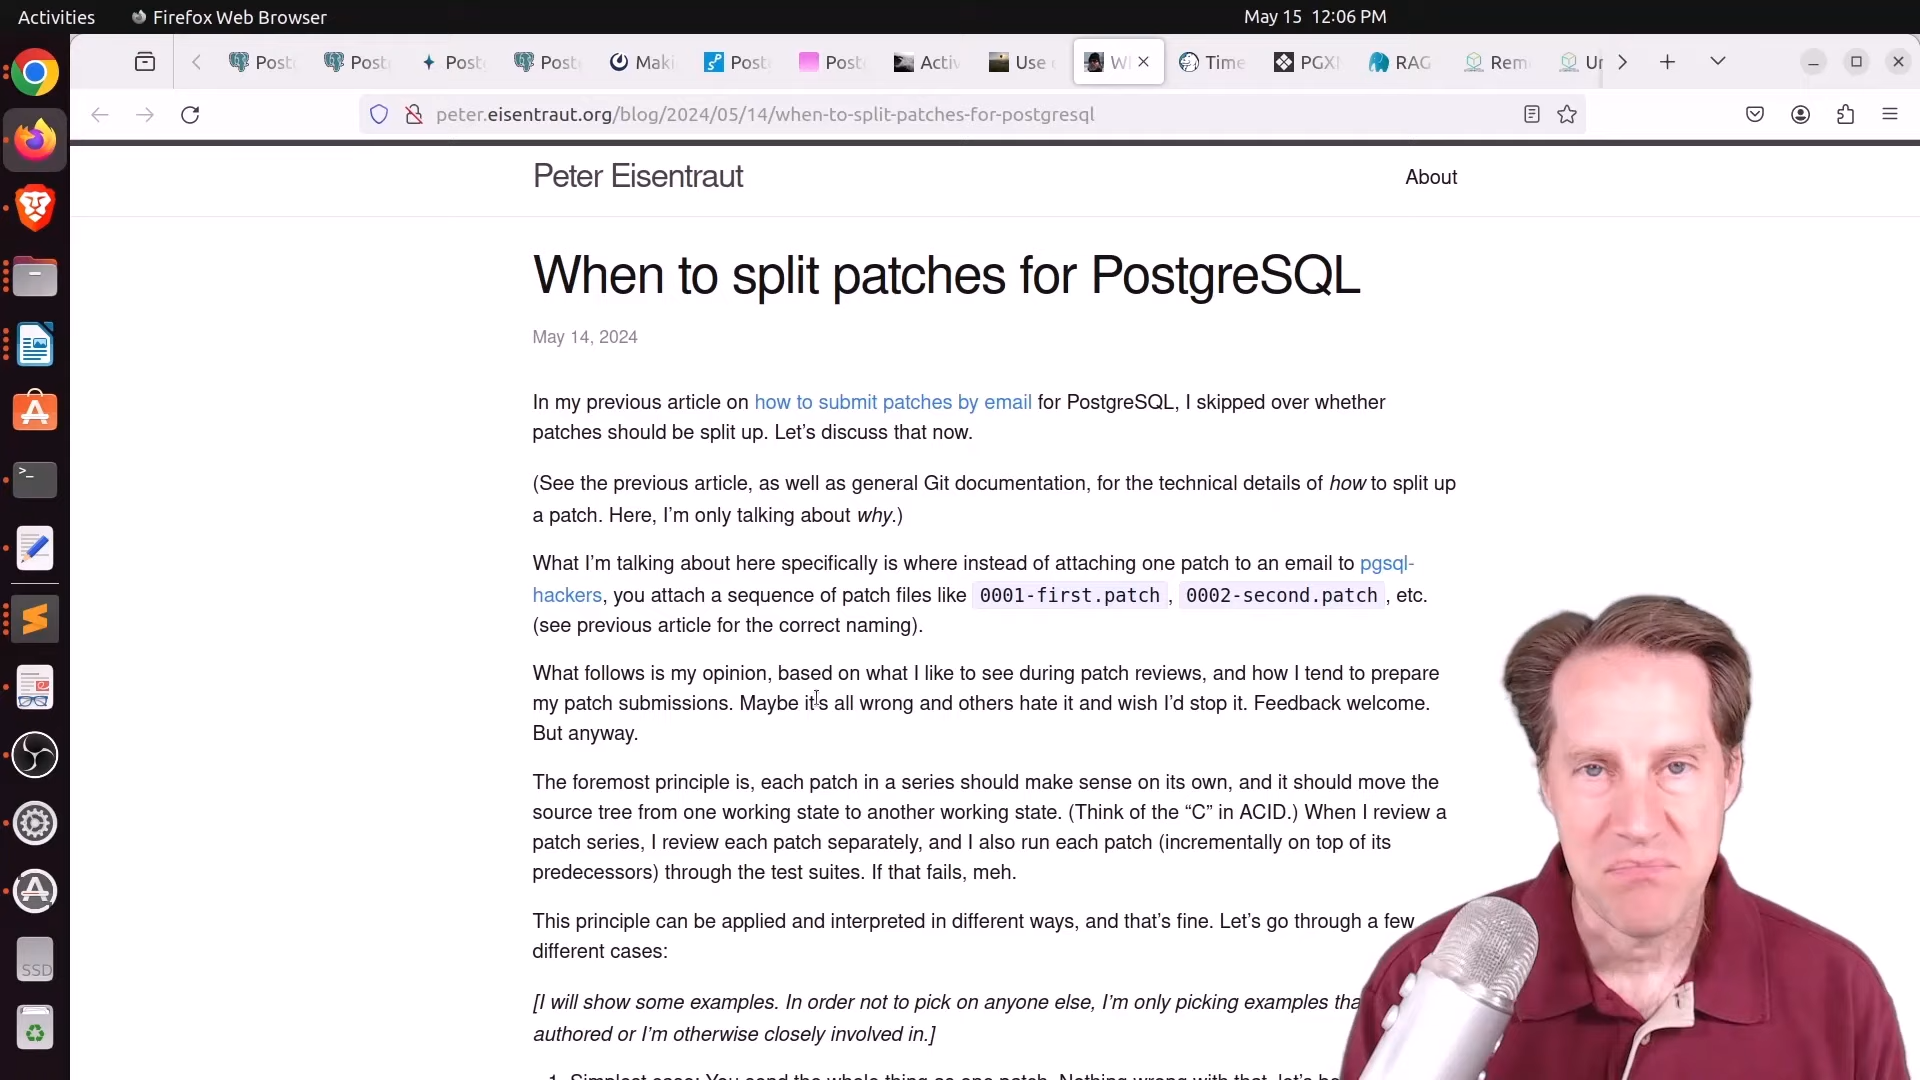 Activities
Firefox Web Browser
May 15 12:06 PM
Post
Post
Post
Post
Maki
Post
Post
Activ
Use
W
Time
PGX
RAG
Rem
Ur
peter.eisentraut.org/blog/2024/05/14/when-to-split-patches-for-postgresql
Peter Eisentraut
About
When to split patches for PostgreSQL
May 14, 2024
In my previous article on how to submit patches by email for PostgreSQL, I skipped over whether
patches should be split up. Let’s discuss that now.
(See the previous article, as well as general Git documentation, for the technical details of how to split up
a patch. Here, I’m only talking about why.)
What I’m talking about here specifically is where instead of attaching one patch to an email to pgsql-
hackers, you attach a sequence of patch files like 0001-first.patch, 0002-second.patch, etc.
(see previous article for the correct naming).
What follows is my opinion, based on what I like to see during patch reviews, and how I tend to prepare
my patch submissions. Maybe it’s all wrong and others hate it and wish I’d stop it. Feedback welcome.
But anyway.
The foremost principle is, each patch in a series should make sense on its own, and it should move the
source tree from one working state to another working state. (Think of the “C” in ACID.) When I review a
patch series, I review each patch separately, and I also run each patch (incrementally on top of its
predecessors) through the test suites. If that fails, meh.
This principle can be applied and interpreted in different ways, and that’s fine. Let’s go through a few
different cases:
[I will show some examples. In order not to pick on anyone else, I’m only picking examples tha
authored or I’m otherwise closely involved in.]
1. Simplest case: You send the whole thing as one patch. Nothing wrong with that, let’s be
SSD